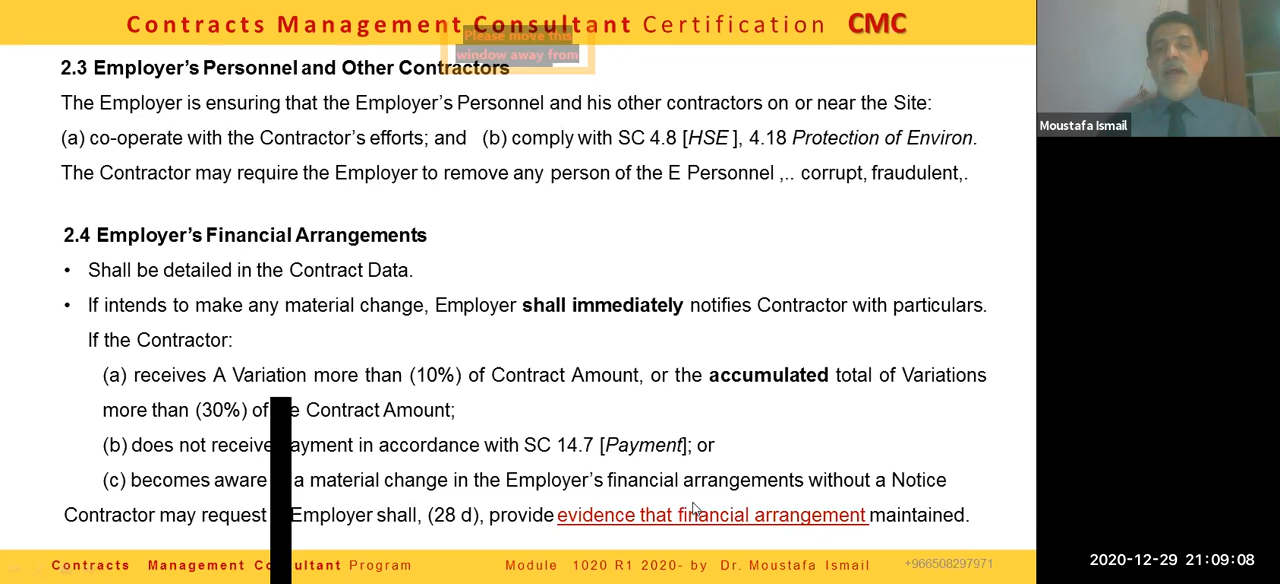 Contracts Management Consultant Certification CMC
Please move this
window away from
2.3 Employer's Personnel and Other Contractors
The Employer is ensuring that the Employer's Personnel and his other contractors on or near the Site:
(a) co-operate with the Contractor's efforts; and (b) comply with SC 4.8 [HSE], 4.18 Protection of Environ.
The Contractor may require the Employer to remove any person of the E Personnel ,.. corrupt, fraudulent,.
2.4 Employer's Financial Arrangements
• Shall be detailed in the Contract Data.
• If intends to make any material change, Employer shall immediately notifies Contractor with particulars.
If the Contractor:
(a) receives A Variation more than (10%) of Contract Amount, or the accumulated total of Variations
more than (30%) of e Contract Amount;
(b) does not receive ayment in accordance with SC 14.7 [Payment]; or
(c) becomes aware a material change in the Employer's financial arrangements without a Notice
Contractor may request Employer shall, (28 d), provide evidence that financial arrangement maintained.
Contracts Management Co ultant Program
Module 1020 R1 2020- by Dr. Moustafa Ismail
+966508297971
Moustafa Ismail
2020-12-29 21:09:08